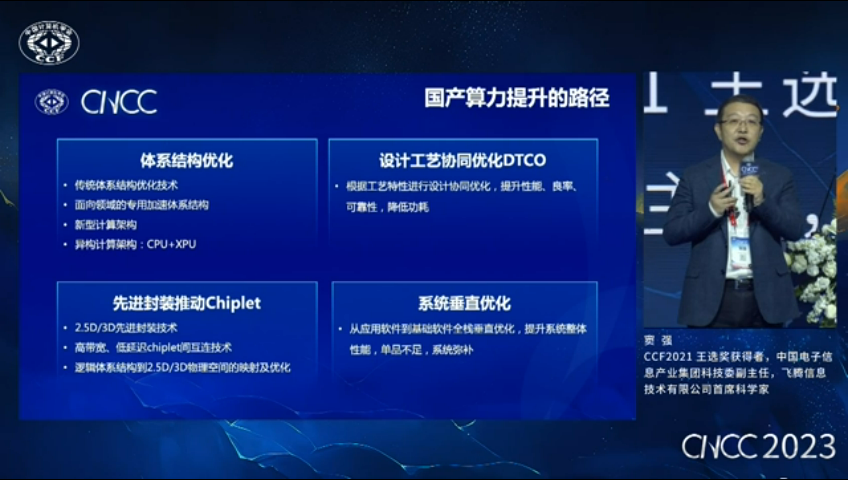 中国计算机学会
CCF
CNCC
国产算力提升的路径
体系结构优化
• 传统体系结构优化技术
• 面向领域的专用加速体系结构
• 新型计算架构
• 异构计算架构：CPU+XPU
设计工艺协同优化DTCO
• 根据工艺特性进行设计协同优化，提升性能、良率、
可靠性，降低功耗
先进封装推动Chiplet
• 2.5D/3D先进封装技术
• 高带宽、低延迟chiplet间互连技术
• 逻辑体系结构到2.5D/3D物理空间的映射及优化
系统垂直优化
• 从应用软件到基础软件全栈垂直优化，提升系统整体
性能，单品不足，系统弥补
王选
CNCC
窦 强
CCF2021 王选奖获得者，中国电子信
息产业集团科技委副主任，飞腾信息
技术有限公司首席科学家
CNCC 2023